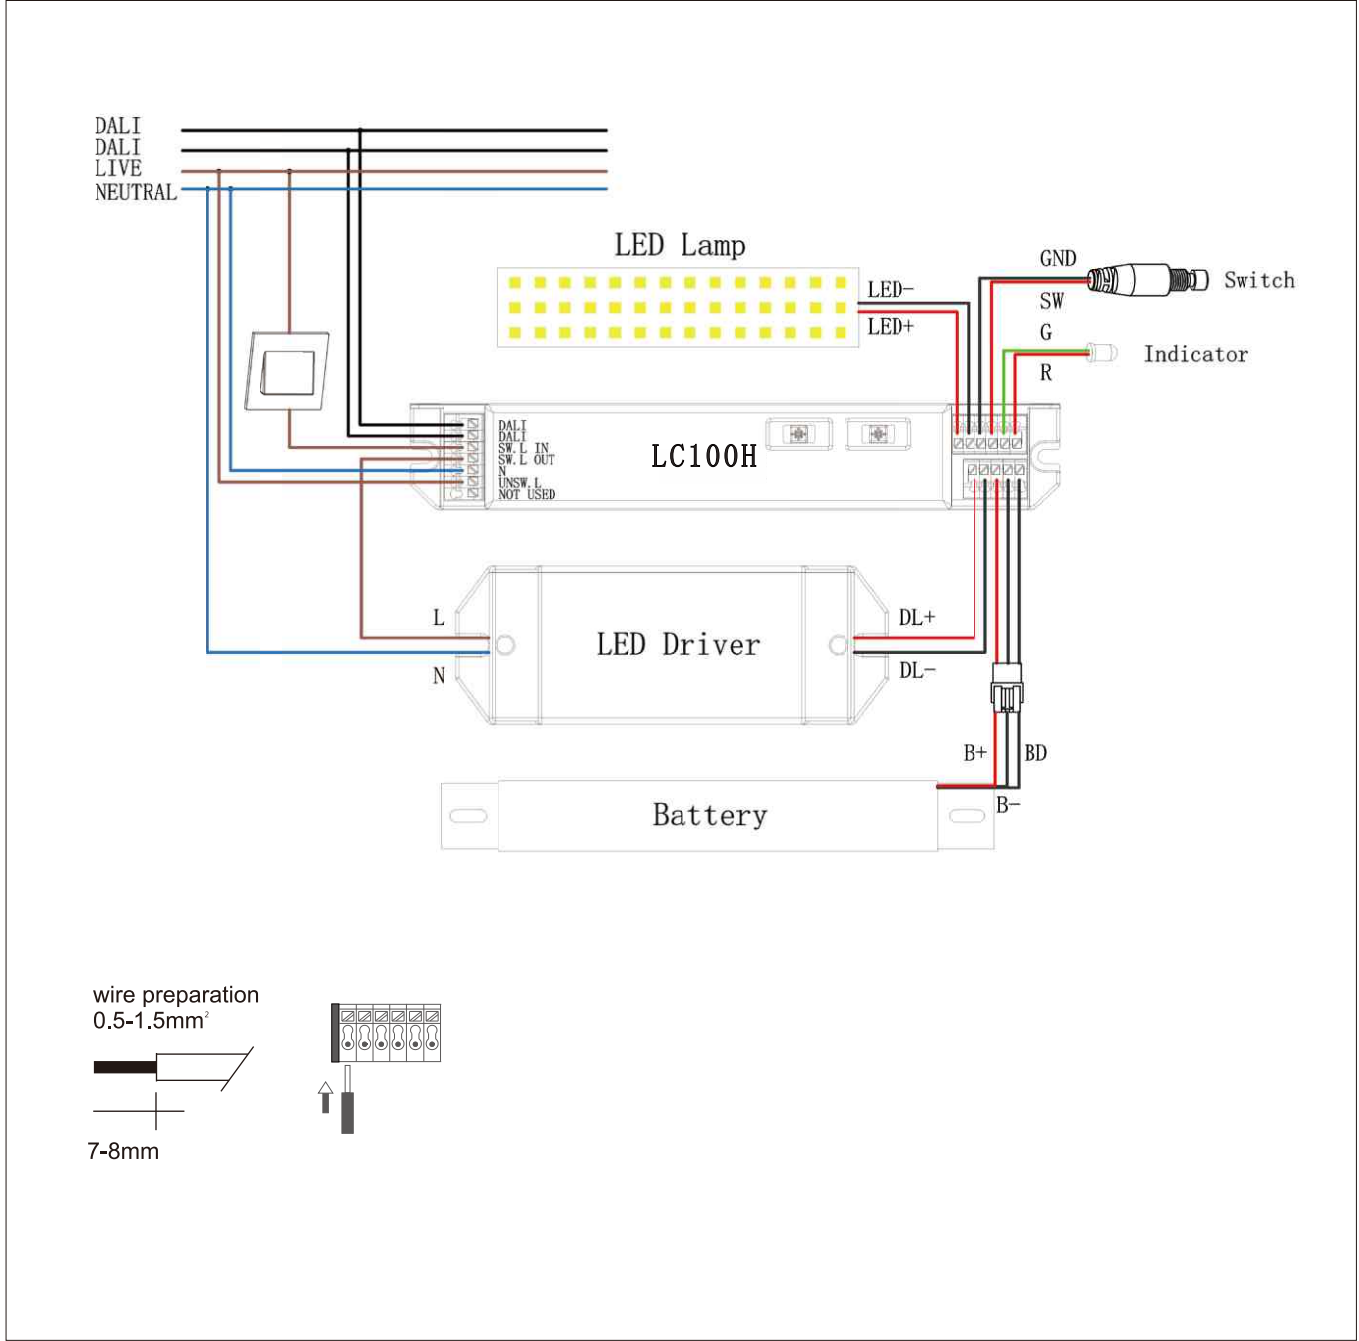 DALI
DALI
LIVE
NEUTRAL
LED Lamp
LED-
LED+
GND
SW
Switch
G
R
Indicator
DALI
DALI
SW.L IN
SW.L OUT
N
UNSW.L
NOT USED
LC100H
L
N
LED Driver
DL+
DL-
B+
BD
B-
Battery
wire preparation
0.5-1.5mm²
7-8mm